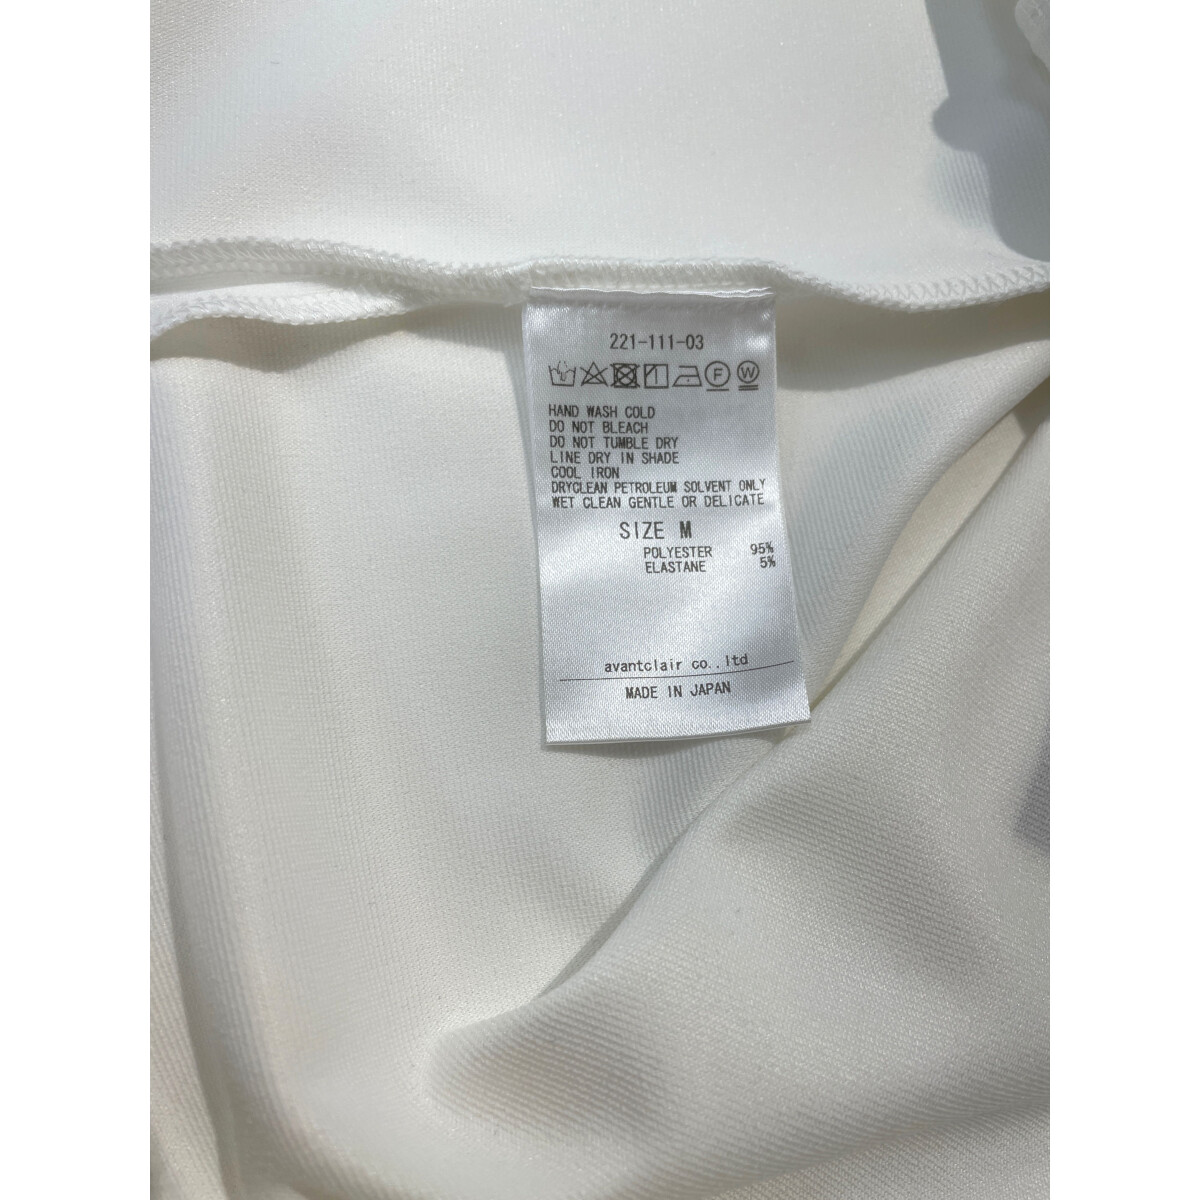 221-111-03
F W
HAND WASH COLD
DO NOT BLEACH
DO NOT TUMBLE DRY
LINE DRY IN SHADE
COOL IRON
DRYCLEAN PETROLEUM SOLVENT ONLY
WET CLEAN GENTLE OR DELICATE
SIZE M
POLYESTER 95%
ELASTANE 5%
avantclair co.,ltd
MADE IN JAPAN